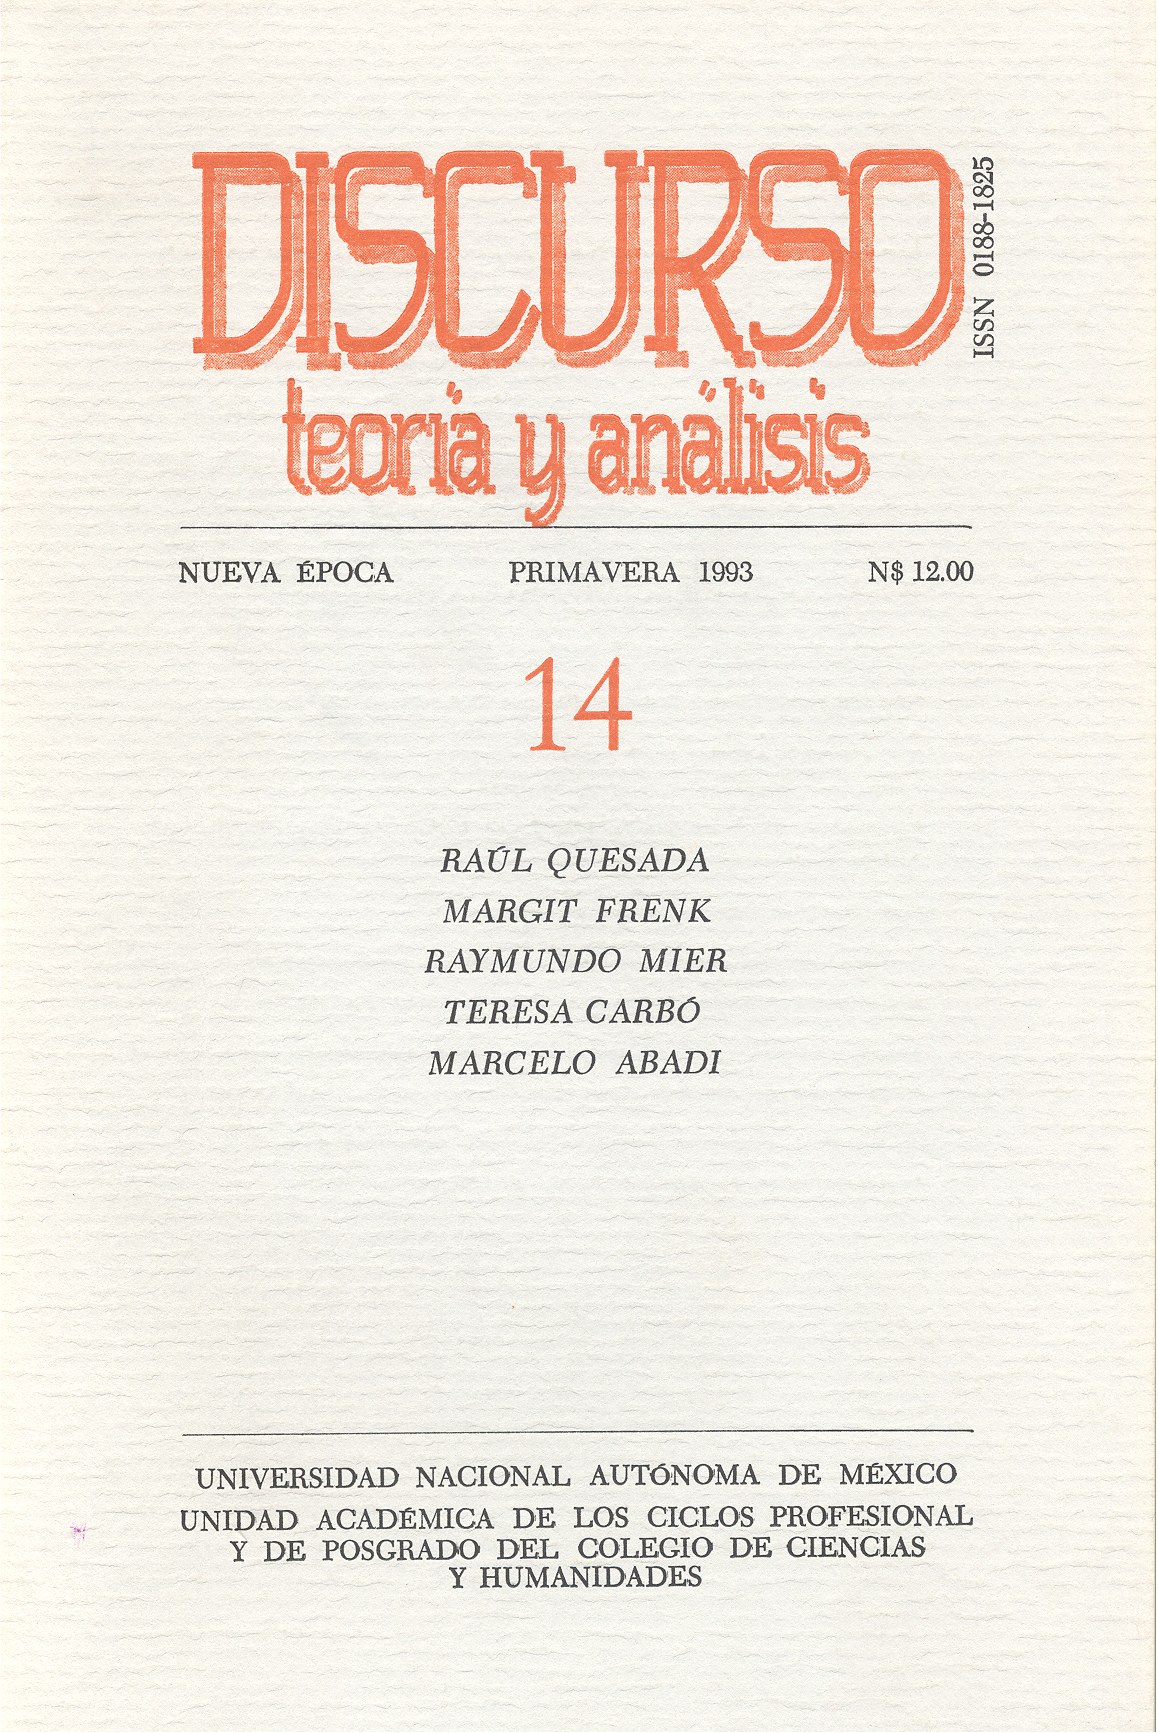 DISCURSO
ISSN 0188-1825
teoría y análisis
NUEVA ÉPOCA PRIMAVERA 1993 N$ 12.00
14
RAÚL QUESADA
MARGIT FRENK
RAYMUNDO MIER
TERESA CARBÓ
MARCELO ABADI
UNIVERSIDAD NACIONAL AUTÓNOMA DE MÉXICO
UNIDAD ACADÉMICA DE LOS CICLOS PROFESIONAL
Y DE POSGRADO DEL COLEGIO DE CIENCIAS
Y HUMANIDADES